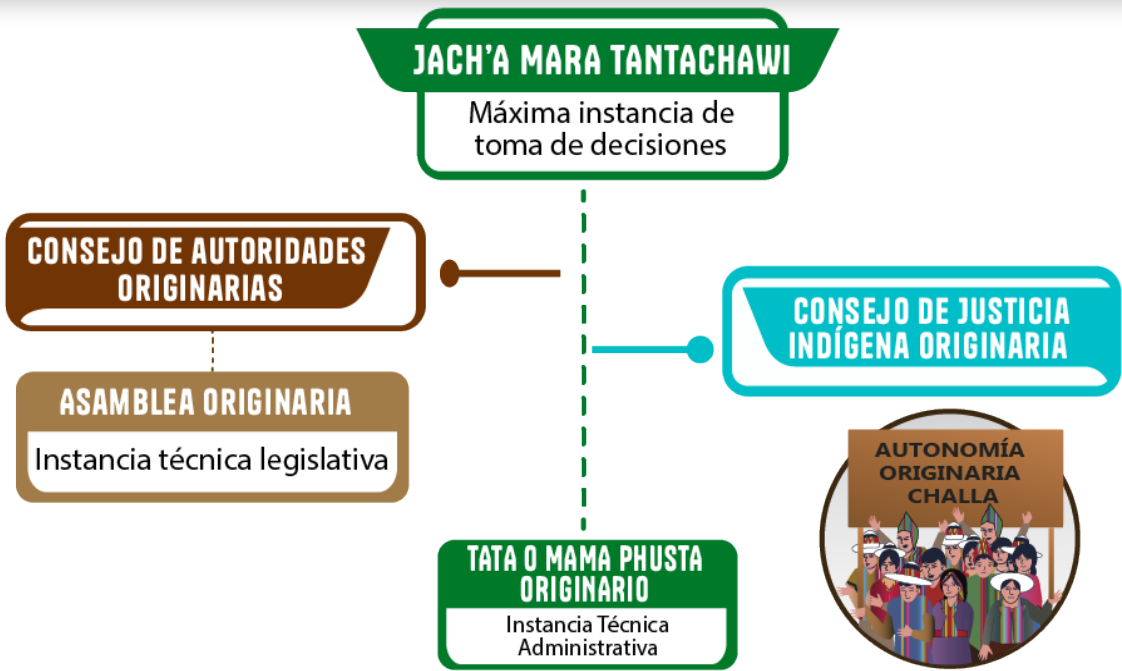 JACH'A MARA TANTACHAWI
Máxima instancia de
toma de decisiones
CONSEJO DE AUTORIDADES
ORIGINARIAS
ASAMBLEA ORIGINARIA
Instancia técnica legislativa
CONSEJO DE JUSTICIA
INDÍGENA ORIGINARIA
AUTONOMÍA
ORIGINARIA
CHALLA
TATA O MAMA PHUSTA
ORIGINARIO
Instancia Técnica
Administrativa